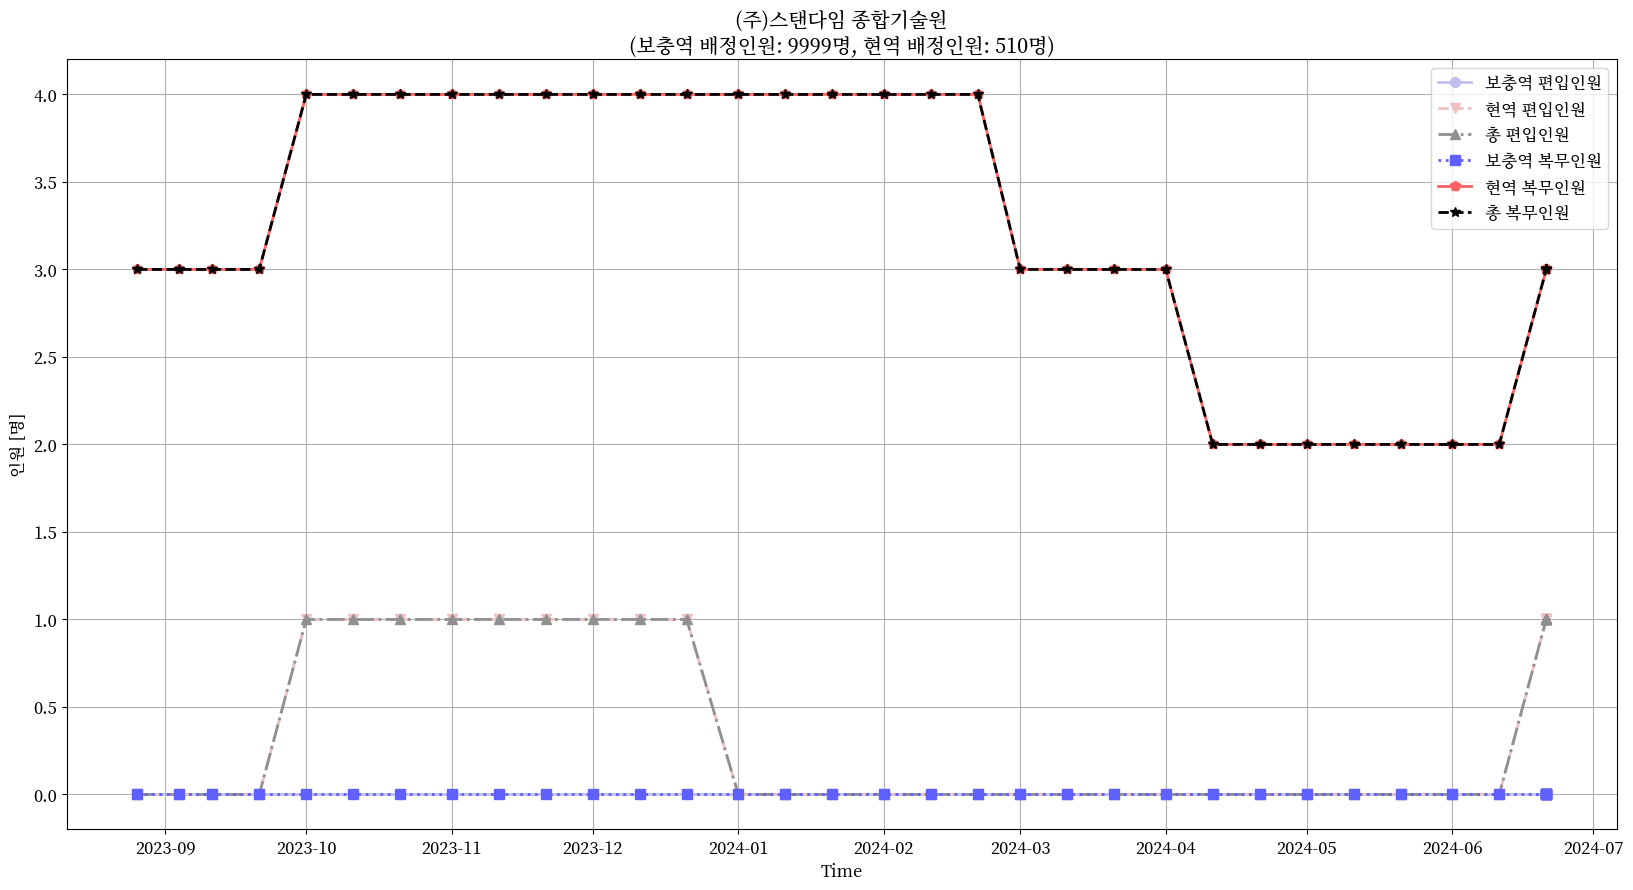 (주)스탠다임 종합기술원
(보충역 배정인원: 9999명, 현역 배정인원: 510명)
보충역 편입인원
현역 편입인원
총 편입인원
보충역 복무인원
현역 복무인원
총 복무인원
4.0
3.5
3.0
2.5
2.0
1.5
1.0
0.5
0.0
인원 [명]
2023-09 2023-10 2023-11 2023-12 2024-01 2024-02 2024-03 2024-04 2024-05 2024-06 2024-07
Time